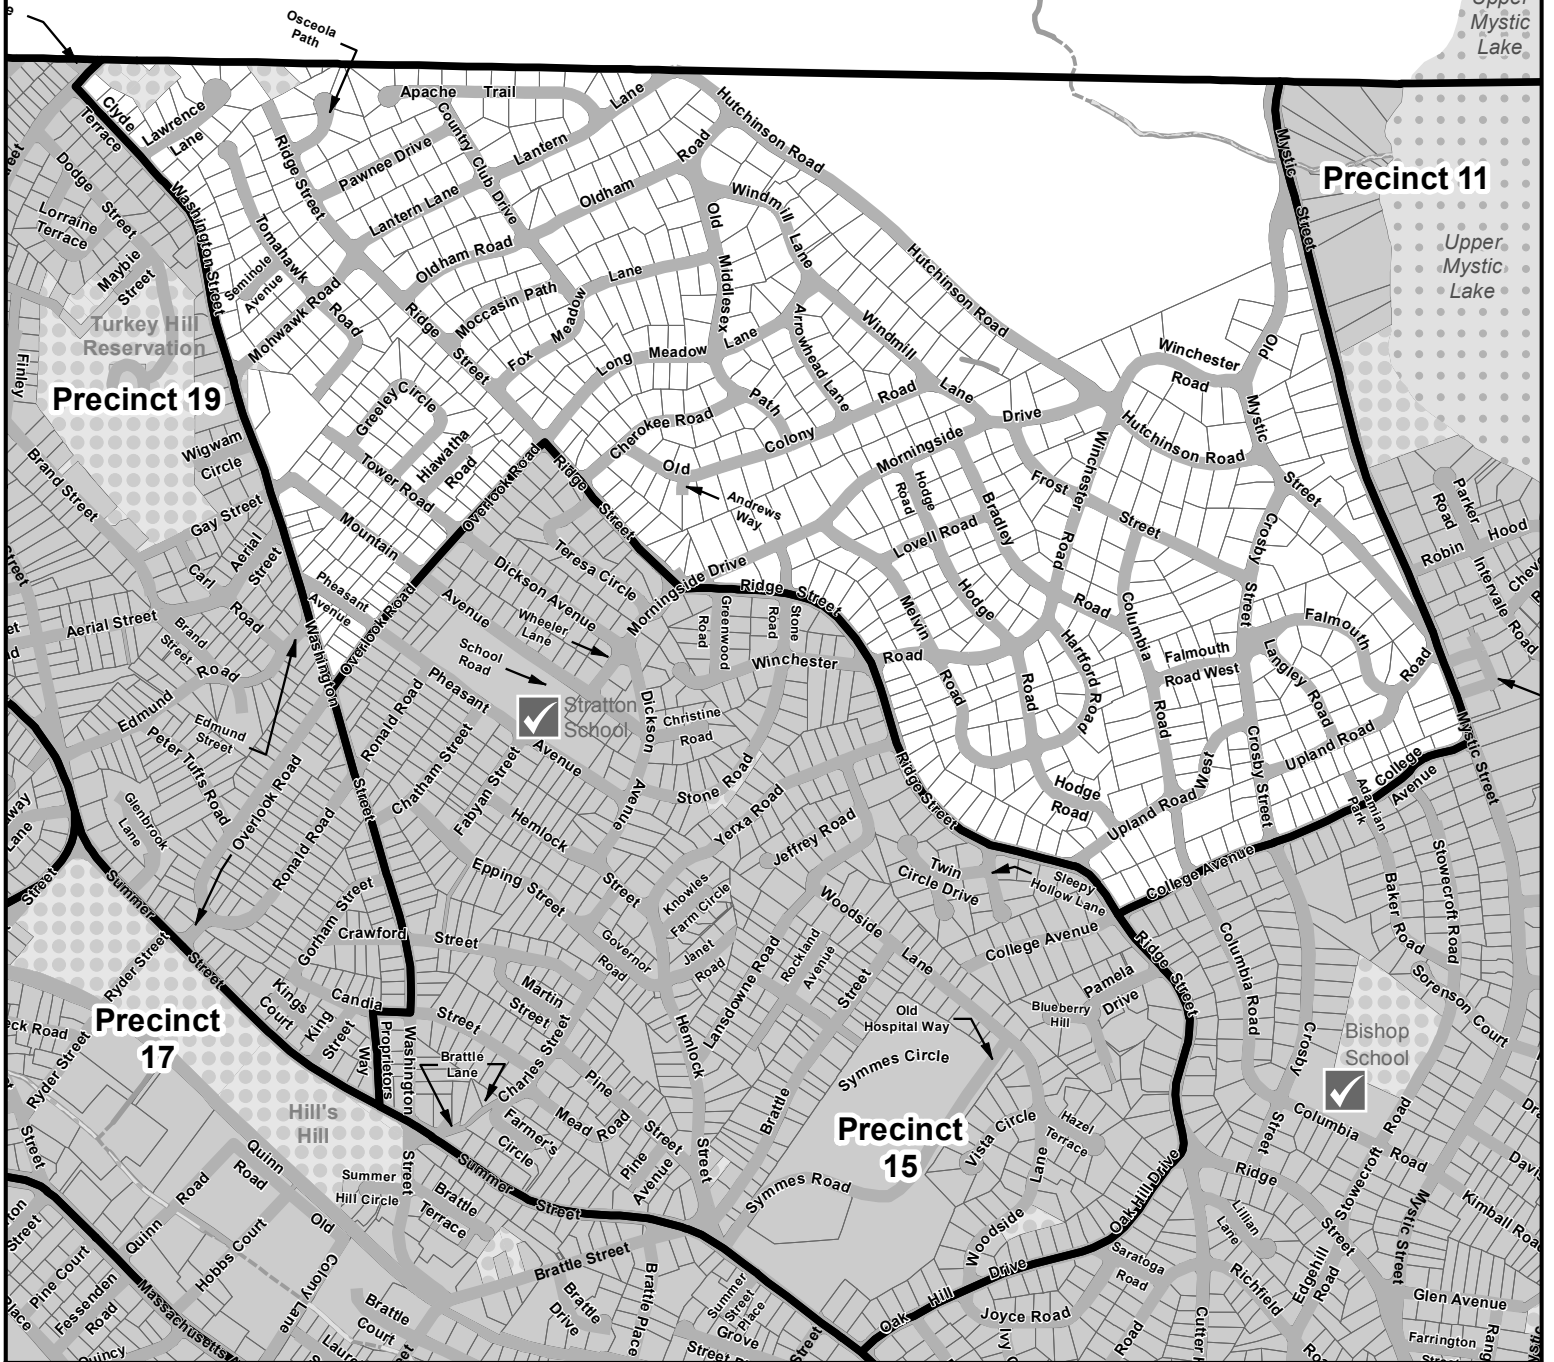 Osceola
Path
Upper
Mystic
Lake
Apache Trail
Clyde
Terrace
Lawrence
Lane
Ridge Street
Country Club Drive
Pawnee Drive
Lantern Lane
Lantern Lane
Hutchinson Road
Oldham Road
Windmill Lane
Mystic Street
Precinct 11
Dodge Street
Lorraine
Terrace
Maybie
Street
Washington Street
Tomahawk Road
Seminole
Avenue
Mohwawk Road
Oldham Road
Old Middlesex Path
Upper
Mystic
Lake
Hutchinson Road
Turkey Hill
Reservation
Moccasin Path
Fox Meadow Lane
Ridge Street
Long Meadow Lane
Arrowhead Lane
Windmill Lane
Old Mystic Street
Winchester
Road
Finley
Precinct 19
Greeley Circle
Hiawatha
Road
Cherokee Road
Old Colony Road
Morningside Drive
Hutchinson Road
Wigwam
Circle
Tower Road
Overlook Road
Ridge Street
Andrews
Way
Hodge
Road
Bradley Road
Frost Street
Winchester Road
Crosby Street
Parker
Road
Robin Hood
Intervale Road
Brand Street
Gay Street
Aerial
Street
Carl Road
Mountain Avenue
Pheasant
Avenue
Overlook Road
Dickson Avenue
Teresa Circle
Wheeler
Lane
Morningside Drive
Ridge Street
Lovell Road
Melvin Road
Hodge Road
Columbia Road
Falmouth Road
Aerial Street
Brand
Street
Road
Edmund
Edmund
Street
Washington Street
School
Road
Stratton
School
Pheasant Avenue
Dickson Avenue
Greenwood
Road
Stone
Road
Winchester Road
Hartford Road
Falmouth
Road West
Langley Road
Upland Road
Christine
Road
Stone Road
Peter Tufts Road
Glenbrook
Lane
Overlook Road
Ronald Road
Ronald Road
Chatham Street
Fabyan Street
Hemlock Street
Yerxa Road
Jeffrey Road
Ridge Street
Hodge
Road
Upland Road West
Crosby Street
College
Avenue
Adamian
Park
Mystic Street
Epping Street
Knowles
Farm Circle
Twin
Circle Drive
Sleepy
Hollow Lane
College Avenue
Stowecroft Road
Baker Road
Street
Summer Street
Gorham Street
Crawford Street
Governor
Road
Janet
Road
Lansdowne Road
Rockland
Avenue
Woodside Lane
College Avenue
Pamela
Drive
Blueberry
Hill
Ridge Street
Columbia Road
Crosby Street
Sorenson Court
Ryder Street
Kings
Court
King
Street
Candia Street
Martin
Street
Precinct
17
Ryder Street
Proprietors
Way
Washington Street
Brattle
Lane
Charles Street
Hemlock Street
Brattle Street
Old
Hospital Way
Symmes Circle
Bishop
School
Hill's
Hill
Farmer's
Circle
Mead Road
Pine Street
Pine
Avenue
Precinct
15
Vista Circle
Hazel
Terrace
Symmes Road
Woodside Lane
Oak Hill Drive
Columbia Road
Ridge Street
Stowecroft Road
Mystic Street
Kimball Road
Quinn
Road
Quinn Road
Summer
Hill Circle
Brattle
Terrace
Summer Street
Brattle Street
Lillian
Lane
Saratoga
Road
Richfield
Edgehill
Road
Pine Court
Fessenden
Road
Hobbs Court
Old Colony Lane
Massachusetts
Brattle
Court
Brattle
Drive
Brattle Place
Summer
Street
Place
Grove
Oak Hill Drive
Joyce Road
Glen Avenue
Farrington
Quincy